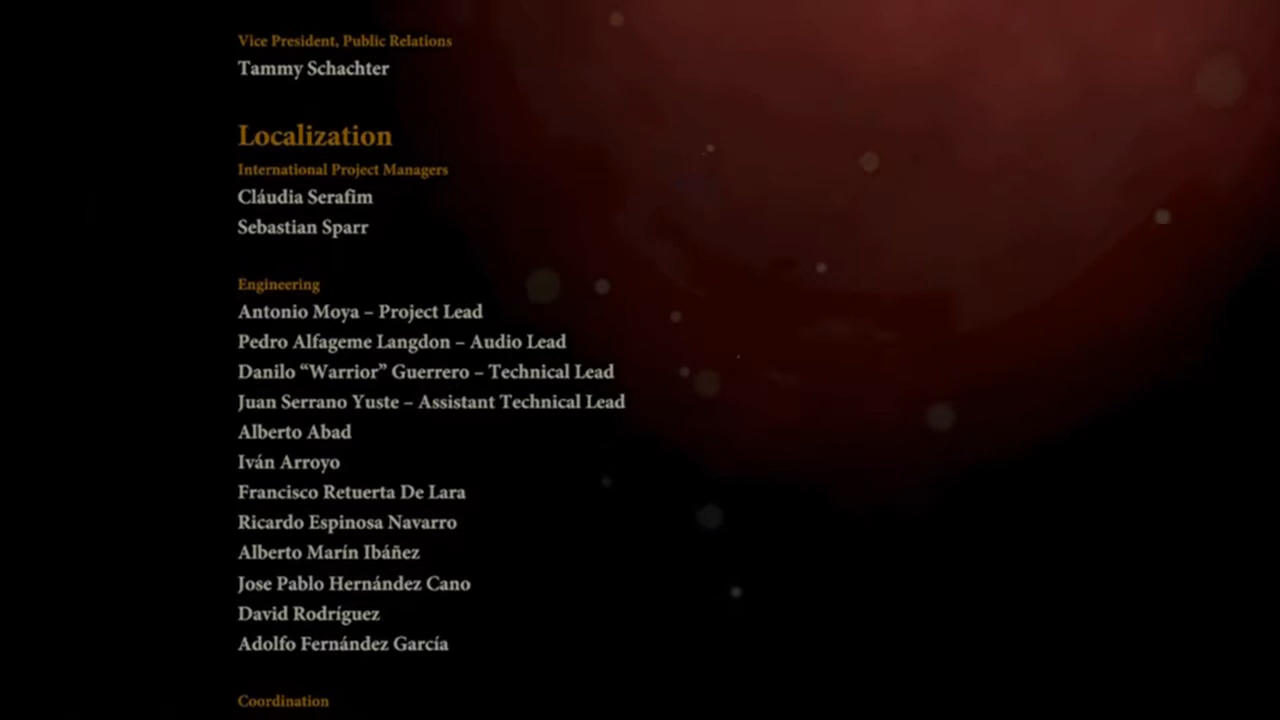 Vice President, Public Relations
Tammy Schachter
Localization
International Project Managers
Cláudia Serafim
Sebastian Sparr
Engineering
Antonio Moya – Project Lead
Pedro Alfageme Langdon – Audio Lead
Danilo “Warrior” Guerrero – Technical Lead
Juan Serrano Yuste – Assistant Technical Lead
Alberto Abad
Iván Arroyo
Francisco Retuerta De Lara
Ricardo Espinosa Navarro
Alberto Marín Ibáñez
Jose Pablo Hernández Cano
David Rodríguez
Adolfo Fernández García
Coordination